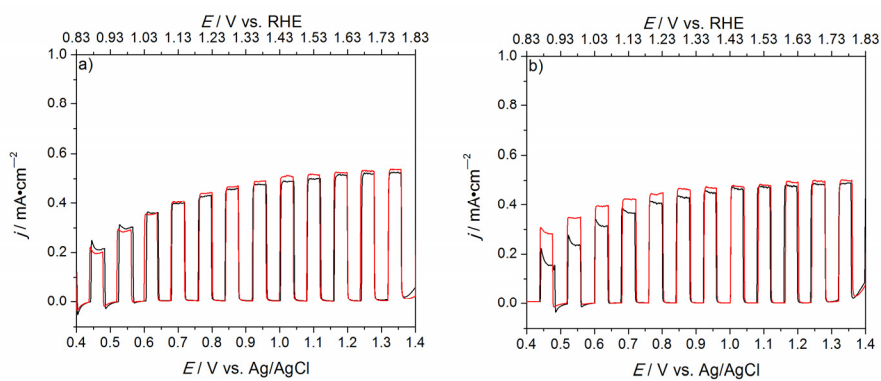 E / V vs. RHE
0.83 0.93 1.03 1.13 1.23 1.33 1.43 1.53 1.63 1.73 1.83
a)
1.0
0.8
0.6
0.4
0.2
0.0
j / mA•cm—2
0.4 0.5 0.6 0.7 0.8 0.9 1.0 1.1 1.2 1.3 1.4
E / V vs. Ag/AgCl
E / V vs. RHE
0.83 0.93 1.03 1.13 1.23 1.33 1.43 1.53 1.63 1.73 1.83
b)
1.0
0.8
0.6
0.4
0.2
0.0
j / mA•cm—2
0.4 0.5 0.6 0.7 0.8 0.9 1.0 1.1 1.2 1.3 1.4
E / V vs. Ag/AgCl